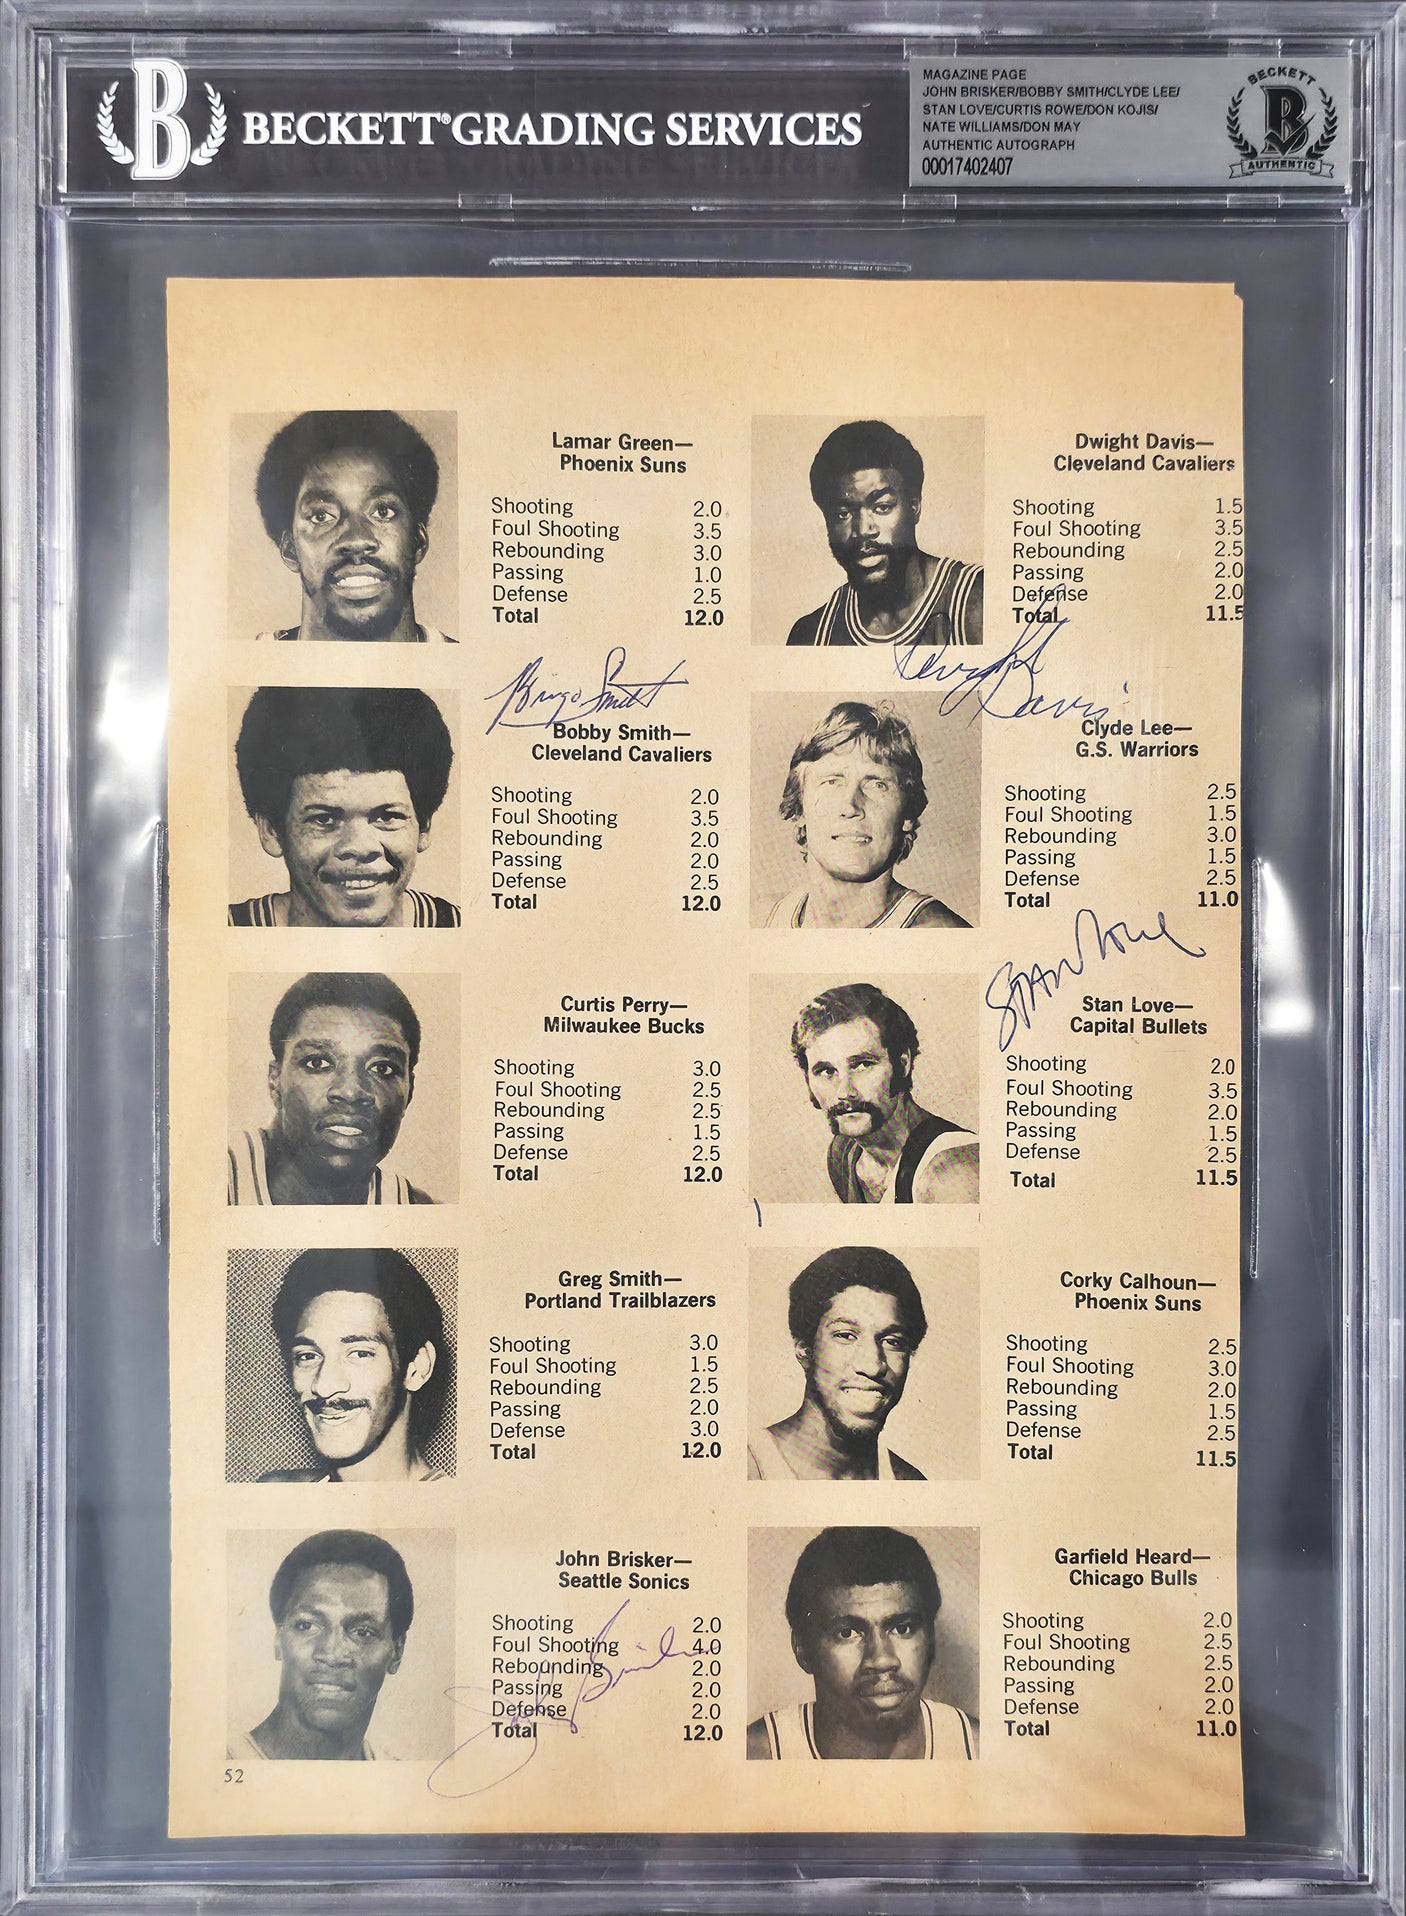 BECKETT® GRADING SERVICES
MAGAZINE PAGE
JOHN BRISKER/BOBBY SMITH/CLYDE LEE/
STAN LOVE/CURTIS ROWE/DON KOJIS/
NATE WILLIAMS/DON MAY
AUTHENTIC AUTOGRAPH
00017402407
BECKETT
B
AUTHENTIC
Lamar Green—
Phoenix Suns
Shooting 2.0
Foul Shooting 3.5
Rebounding 3.0
Passing 1.0
Defense 2.5
Total 12.0
Dwight Davis—
Cleveland Cavaliers
Shooting 1.5
Foul Shooting 3.5
Rebounding 2.5
Passing 2.0
Defense 2.0
Total 11.5
Dwight
Davis
Bingo Smith
Bobby Smith—
Cleveland Cavaliers
Shooting 2.0
Foul Shooting 3.5
Rebounding 2.0
Passing 2.0
Defense 2.5
Total 12.0
Clyde Lee—
G.S. Warriors
Shooting 2.5
Foul Shooting 1.5
Rebounding 3.0
Passing 1.5
Defense 2.5
Total 11.0
Curtis Perry—
Milwaukee Bucks
Shooting 3.0
Foul Shooting 2.5
Rebounding 2.5
Passing 1.5
Defense 2.5
Total 12.0
STAN Love
Stan Love—
Capital Bullets
Shooting 2.0
Foul Shooting 3.5
Rebounding 2.0
Passing 1.5
Defense 2.5
Total 11.5
Greg Smith—
Portland Trailblazers
Shooting 3.0
Foul Shooting 1.5
Rebounding 2.5
Passing 2.0
Defense 3.0
Total 12.0
Corky Calhoun—
Phoenix Suns
Shooting 2.5
Foul Shooting 3.0
Rebounding 2.0
Passing 1.5
Defense 2.5
Total 11.5
John Brisker—
Seattle Sonics
Shooting 2.0
Foul Shooting 4.0
Rebounding 2.0
Passing 2.0
Defense 2.0
Total 12.0
John Brisker
Garfield Heard—
Chicago Bulls
Shooting 2.0
Foul Shooting 2.5
Rebounding 2.5
Passing 2.0
Defense 2.0
Total 11.0
52